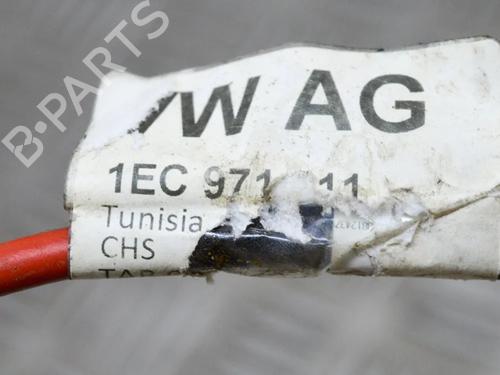 B-PARTS
VW AG
1EC 971 11
Tunisia
CHS